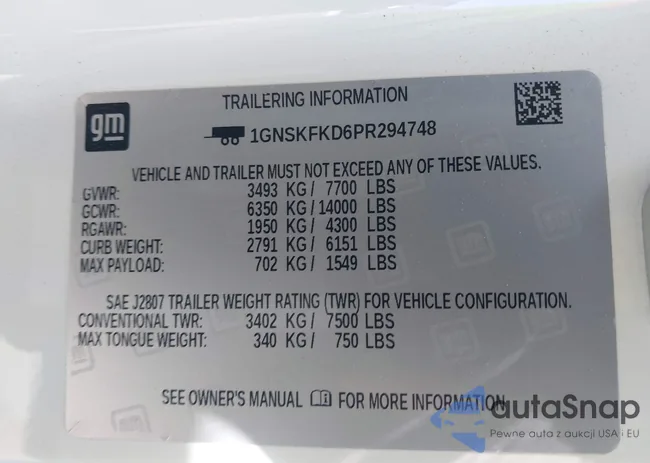 gm
TRAILERING INFORMATION
1GNSKFKD6PR294748
VEHICLE AND TRAILER MUST NOT EXCEED ANY OF THESE VALUES.
GVWR: 3493 KG / 7700 LBS
GCWR: 6350 KG / 14000 LBS
RGAWR: 1950 KG / 4300 LBS
CURB WEIGHT: 2791 KG / 6151 LBS
MAX PAYLOAD: 702 KG / 1549 LBS
SAE J2807 TRAILER WEIGHT RATING (TWR) FOR VEHICLE CONFIGURATION.
CONVENTIONAL TWR: 3402 KG / 7500 LBS
MAX TONGUE WEIGHT: 340 KG / 750 LBS
SEE OWNER'S MANUAL FOR MORE INFORMATION
autoSnap
Pewne auta z aukcji USA i EU